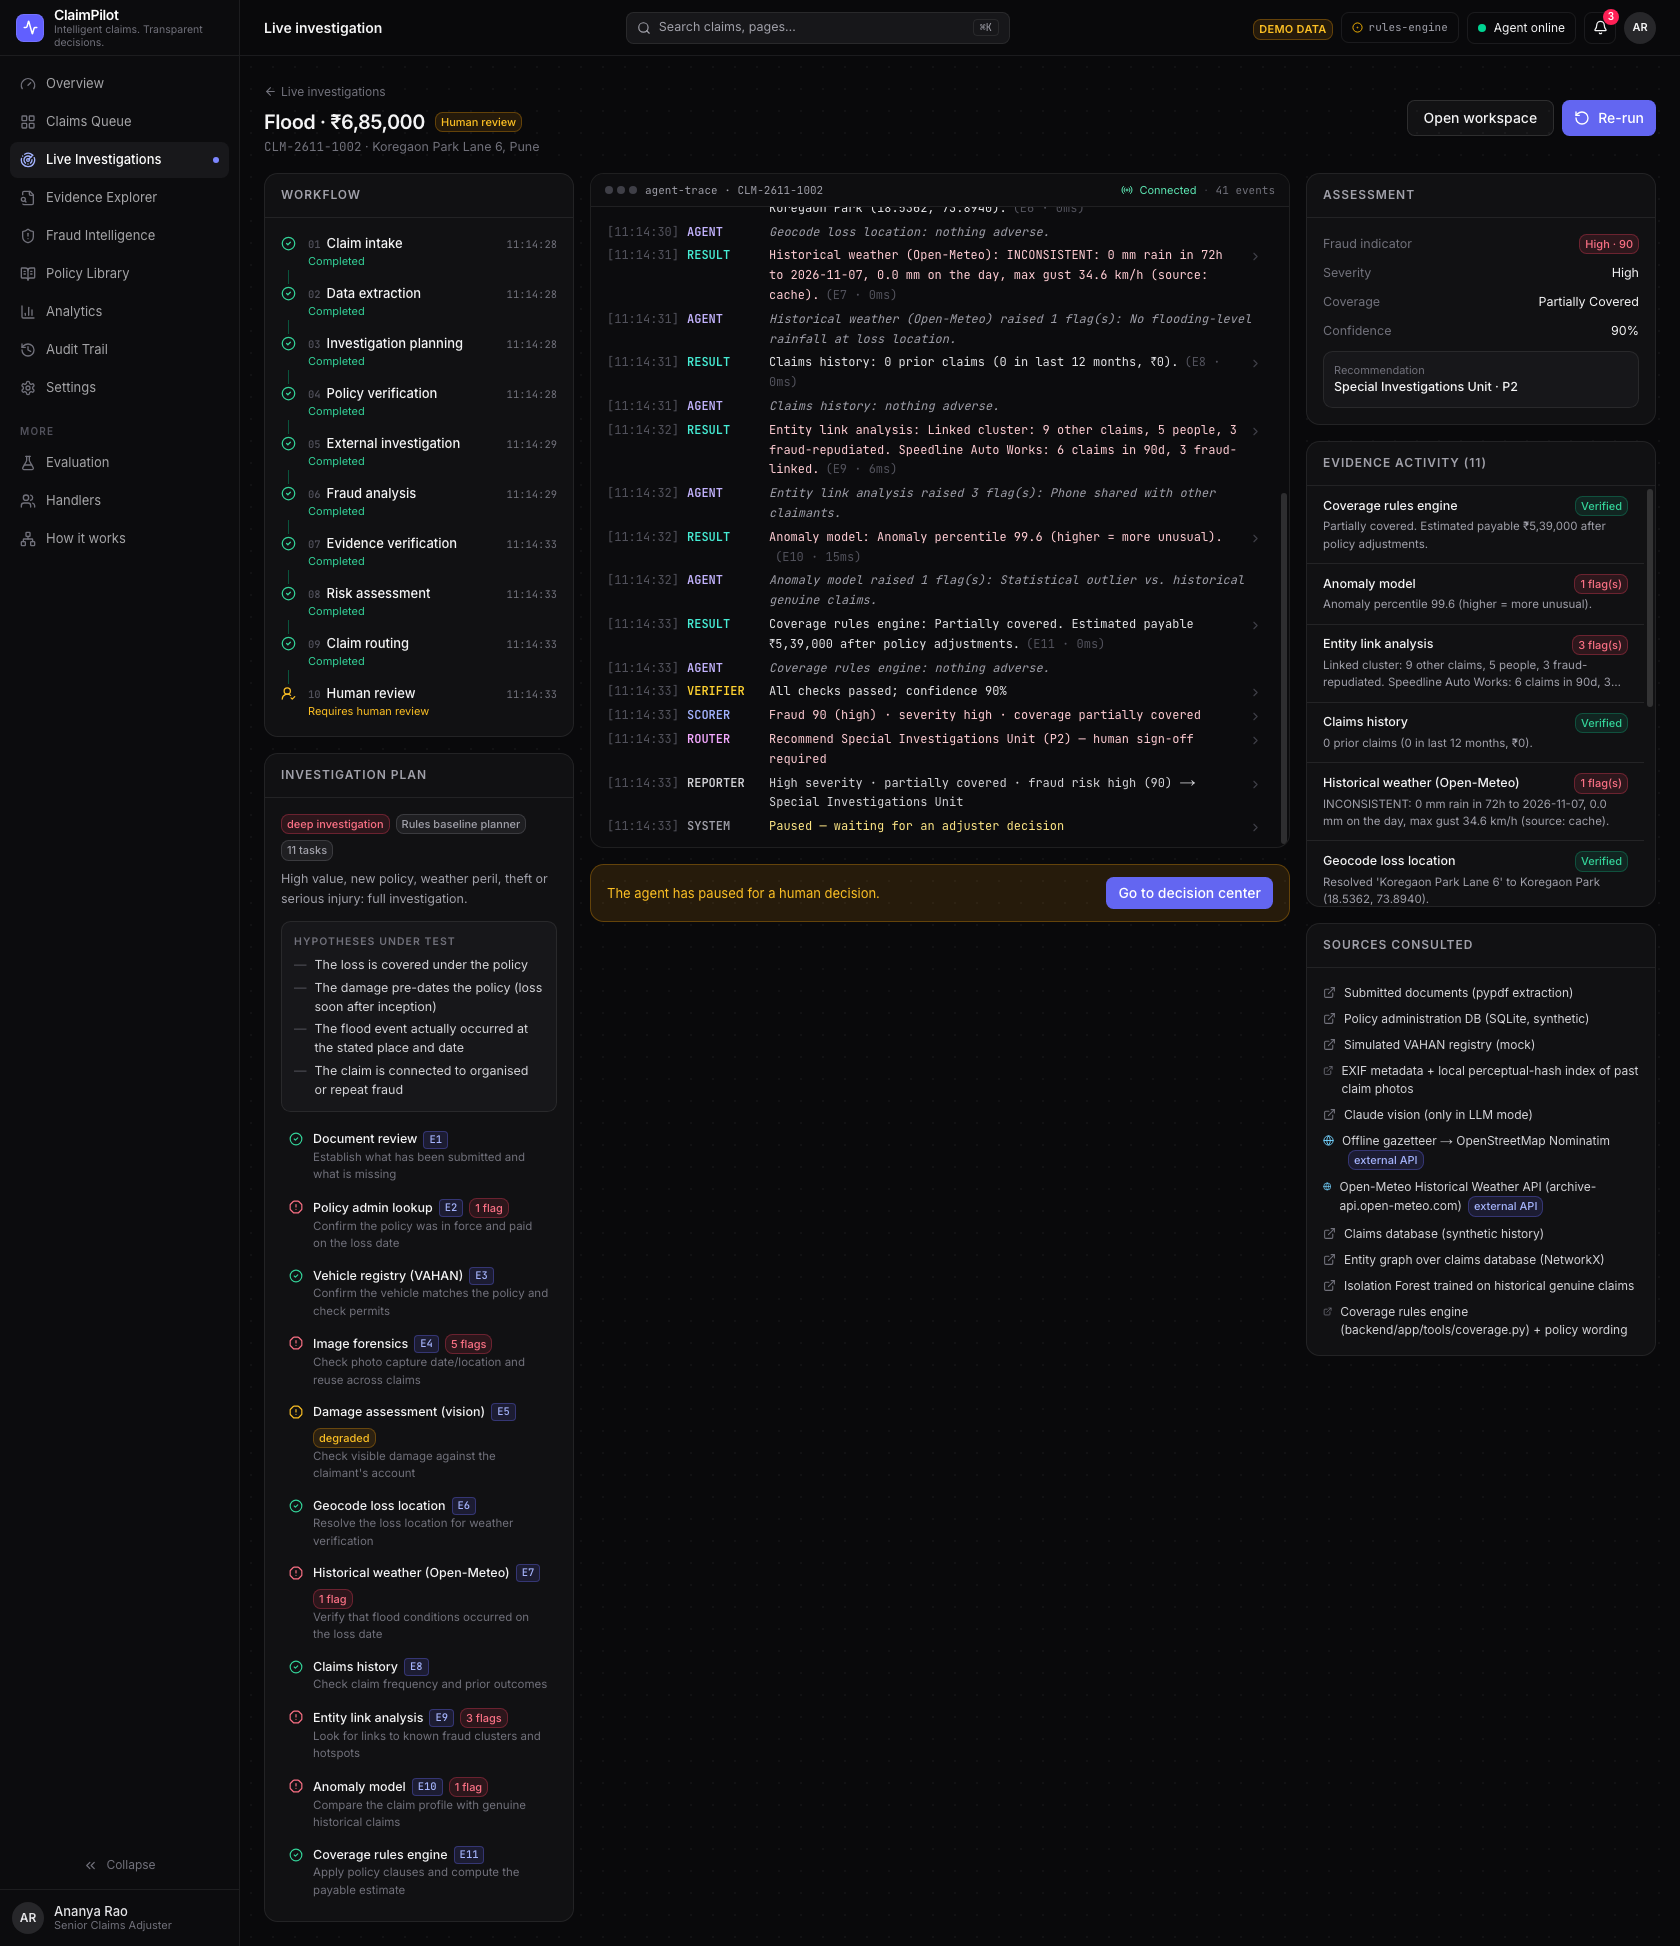 ClaimPilot
Intelligent claims. Transparent
decisions.
Overview
Claims Queue
Live Investigations
Evidence Explorer
Fraud Intelligence
Policy Library
Analytics
Audit Trail
Settings
MORE
Evaluation
Handlers
How it works
Collapse
AR
Ananya Rao
Senior Claims Adjuster
Live investigation
Search claims, pages...
⌘K
DEMO DATA
rules-engine
Agent online
3
AR
← Live investigations
Flood · ₹6,85,000
Human review
CLM-2611-1002 · Koregaon Park Lane 6, Pune
Open workspace
Re-run
WORKFLOW
01 Claim intake 11:14:28
Completed
02 Data extraction 11:14:28
Completed
03 Investigation planning 11:14:28
Completed
04 Policy verification 11:14:28
Completed
05 External investigation 11:14:29
Completed
06 Fraud analysis 11:14:29
Completed
07 Evidence verification 11:14:33
Completed
08 Risk assessment 11:14:33
Completed
09 Claim routing 11:14:33
Completed
10 Human review 11:14:33
Requires human review
INVESTIGATION PLAN
deep investigation
Rules baseline planner
11 tasks
High value, new policy, weather peril, theft or
serious injury: full investigation.
HYPOTHESES UNDER TEST
— The loss is covered under the policy
— The damage pre-dates the policy (loss
soon after inception)
— The flood event actually occurred at
the stated place and date
— The claim is connected to organised
or repeat fraud
Document review E1
Establish what has been submitted and
what is missing
Policy admin lookup E2 1 flag
Confirm the policy was in force and paid
on the loss date
Vehicle registry (VAHAN) E3
Confirm the vehicle matches the policy and
check permits
Image forensics E4 5 flags
Check photo capture date/location and
reuse across claims
Damage assessment (vision) E5
degraded
Check visible damage against the
claimant's account
Geocode loss location E6
Resolve the loss location for weather
verification
Historical weather (Open-Meteo) E7
1 flag
Verify that flood conditions occurred on
the loss date
Claims history E8
Check claim frequency and prior outcomes
Entity link analysis E9 3 flags
Look for links to known fraud clusters and
hotspots
Anomaly model E10 1 flag
Compare the claim profile with genuine
historical claims
Coverage rules engine E11
Apply policy clauses and compute the
payable estimate
agent-trace · CLM-2611-1002
Connected · 41 events
Koregaon Park (18.5362, 73.8940). (E6 · 0ms)
[11:14:30] AGENT Geocode loss location: nothing adverse.
[11:14:31] RESULT Historical weather (Open-Meteo): INCONSISTENT: 0 mm rain in 72h
to 2026-11-07, 0.0 mm on the day, max gust 34.6 km/h (source:
cache). (E7 · 0ms)
[11:14:31] AGENT Historical weather (Open-Meteo) raised 1 flag(s): No flooding-level
rainfall at loss location.
[11:14:31] RESULT Claims history: 0 prior claims (0 in last 12 months, ₹0). (E8 ·
0ms)
[11:14:31] AGENT Claims history: nothing adverse.
[11:14:32] RESULT Entity link analysis: Linked cluster: 9 other claims, 5 people, 3
fraud-repudiated. Speedline Auto Works: 6 claims in 90d, 3 fraud-
linked. (E9 · 6ms)
[11:14:32] AGENT Entity link analysis raised 3 flag(s): Phone shared with other
claimants.
[11:14:32] RESULT Anomaly model: Anomaly percentile 99.6 (higher = more unusual).
(E10 · 15ms)
[11:14:32] AGENT Anomaly model raised 1 flag(s): Statistical outlier vs. historical
genuine claims.
[11:14:33] RESULT Coverage rules engine: Partially covered. Estimated payable
₹5,39,000 after policy adjustments. (E11 · 0ms)
[11:14:33] AGENT Coverage rules engine: nothing adverse.
[11:14:33] VERIFIER All checks passed; confidence 90%
[11:14:33] SCORER Fraud 90 (high) · severity high · coverage partially covered
[11:14:33] ROUTER Recommend Special Investigations Unit (P2) — human sign-off
required
[11:14:33] REPORTER High severity · partially covered · fraud risk high (90) →
Special Investigations Unit
[11:14:33] SYSTEM Paused — waiting for an adjuster decision
The agent has paused for a human decision.
Go to decision center
ASSESSMENT
Fraud indicator High · 90
Severity High
Coverage Partially Covered
Confidence 90%
Recommendation
Special Investigations Unit · P2
EVIDENCE ACTIVITY (11)
Coverage rules engine Verified
Partially covered. Estimated payable ₹5,39,000 after
policy adjustments.
Anomaly model 1 flag(s)
Anomaly percentile 99.6 (higher = more unusual).
Entity link analysis 3 flag(s)
Linked cluster: 9 other claims, 5 people, 3 fraud-
repudiated. Speedline Auto Works: 6 claims in 90d, 3...
Claims history Verified
0 prior claims (0 in last 12 months, ₹0).
Historical weather (Open-Meteo) 1 flag(s)
INCONSISTENT: 0 mm rain in 72h to 2026-11-07, 0.0
mm on the day, max gust 34.6 km/h (source: cache).
Geocode loss location Verified
Resolved 'Koregaon Park Lane 6' to Koregaon Park
(18.5362, 73.8940).
SOURCES CONSULTED
Submitted documents (pypdf extraction)
Policy administration DB (SQLite, synthetic)
Simulated VAHAN registry (mock)
EXIF metadata + local perceptual-hash index of past
claim photos
Claude vision (only in LLM mode)
Offline gazetteer → OpenStreetMap Nominatim
external API
Open-Meteo Historical Weather API (archive-
api.open-meteo.com) external API
Claims database (synthetic history)
Entity graph over claims database (NetworkX)
Isolation Forest trained on historical genuine claims
Coverage rules engine
(backend/app/tools/coverage.py) + policy wording